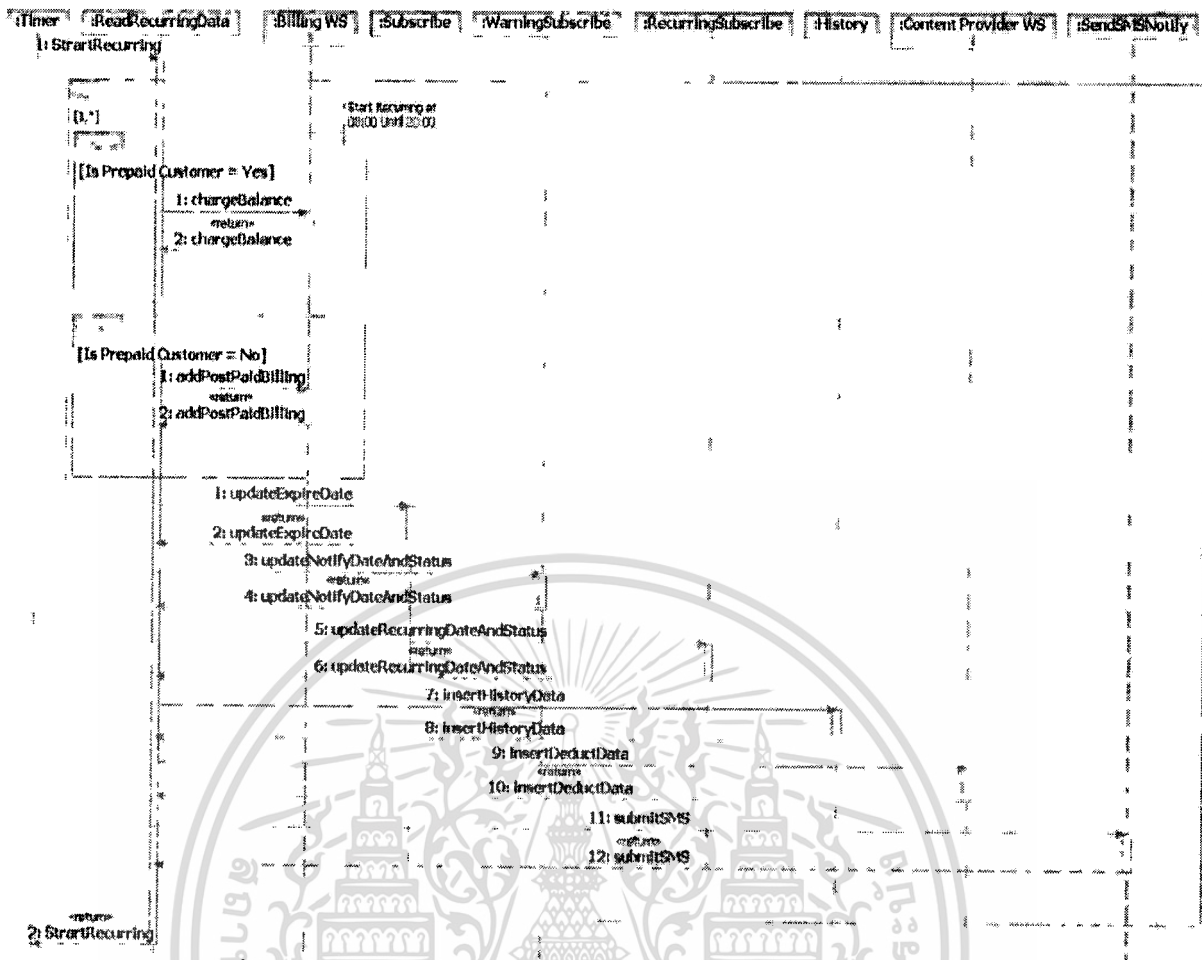 :Timer :ReadRecurringData :Billing WS :Subscribe :WarningSubscribe :RecurringSubscribe :History :Content Provider WS :SendSMSNotify
1: StrartRecurring
[1,*]
Start Recurring at
08:00 Until 20:00
[Is Prepaid Customer = Yes]
1: chargeBalance
«return»
2: chargeBalance
[Is Prepaid Customer = No]
1: addPostPaidBilling
«return»
2: addPostPaidBilling
1: updateExpireDate
«return»
2: updateExpireDate
3: updateNotifyDateAndStatus
«return»
4: updateNotifyDateAndStatus
5: updateRecurringDateAndStatus
«return»
6: updateRecurringDateAndStatus
7: insertHistoryData
«return»
8: insertHistoryData
9: insertDeductData
«return»
10: insertDeductData
11: submitSMS
«return»
12: submitSMS
«return»
2: StrartRecurring